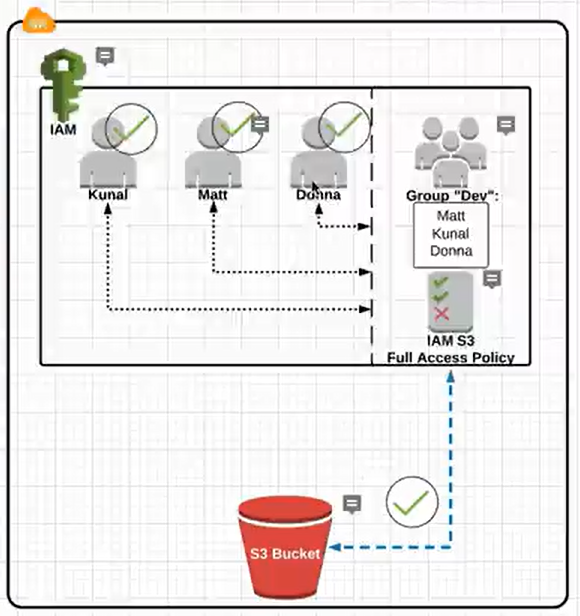 IAM
Kunal
Matt
Donna
Group "Dev":
Matt
Kunal
Donna
IAM S3
Full Access Policy
S3 Bucket